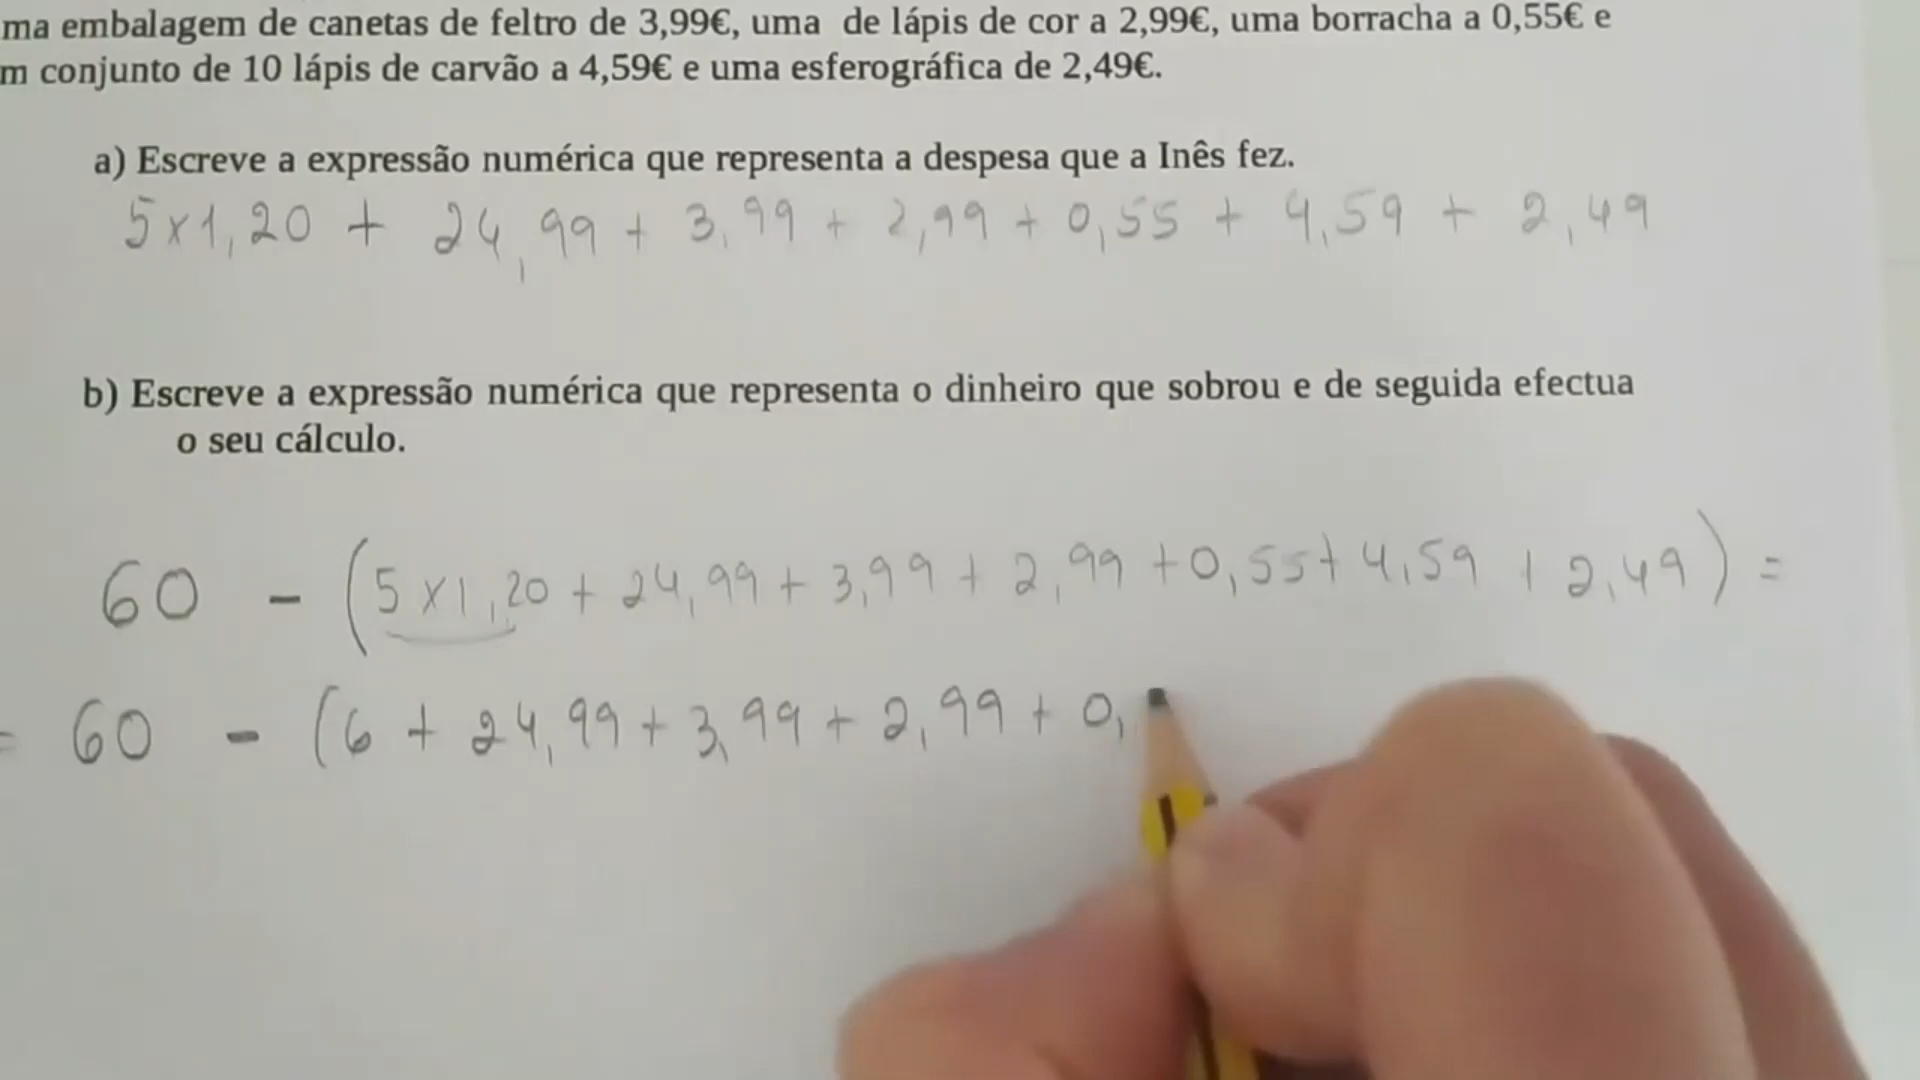 ma embalagem de canetas de feltro de 3,99€, uma de lápis de cor a 2,99€, uma borracha a 0,55€ e
m conjunto de 10 lápis de carvão a 4,59€ e uma esferográfica de 2,49€.
a) Escreve a expressão numérica que representa a despesa que a Inês fez.
5×1,20 + 24,99 + 3,99 + 2,99 + 0,55 + 4,59 + 2,49
b) Escreve a expressão numérica que representa o dinheiro que sobrou e de seguida efectua
o seu cálculo.
60 - (5×1,20 + 24,99 + 3,99 + 2,99 + 0,55 + 4,59 + 2,49) =
= 60 - (6 + 24,99 + 3,99 + 2,99 + 0,